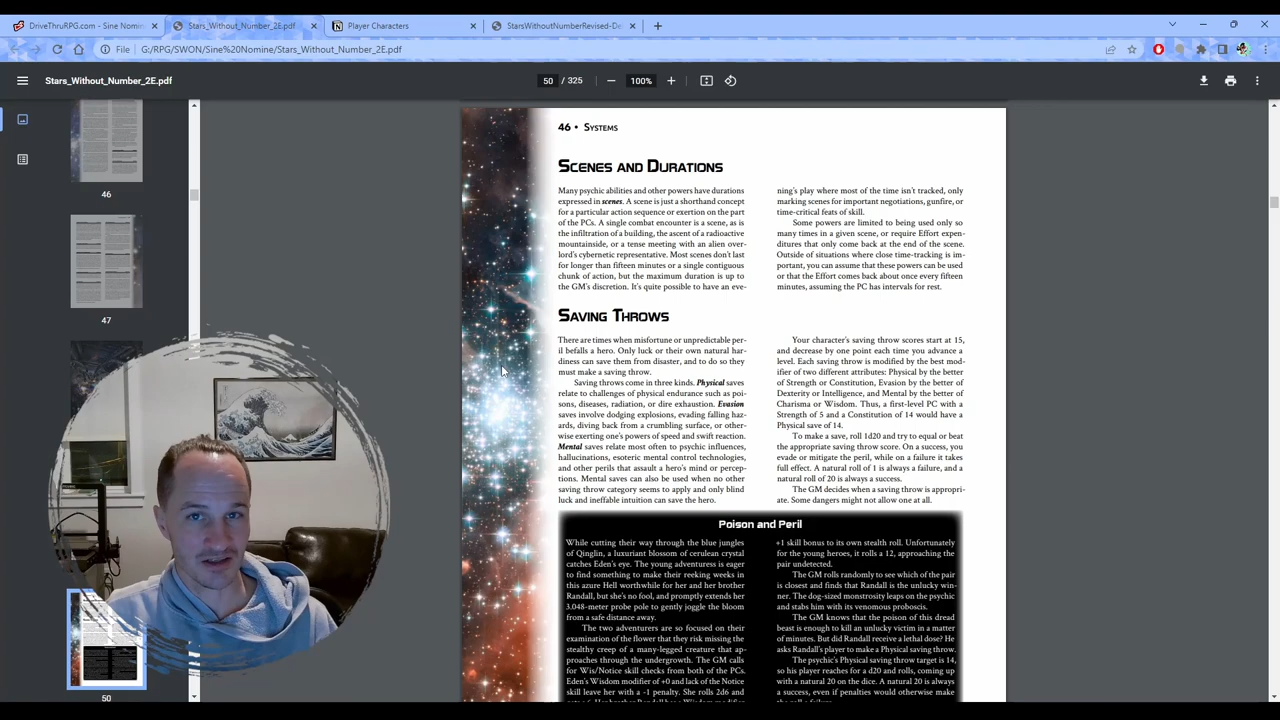 DriveThruRPG.com - Sine Nomin
Stars_Without_Number_2E.pdf
Player Characters
StarsWithoutNumberRevised-De
File
G:/RPG/SWON/Sine%20Nomine/Stars_Without_Number_2E.pdf
Stars_Without_Number_2E.pdf
50 / 325
100%
46
47
50
46 • Systems
Scenes and Durations
Many psychic abilities and other powers have durations
expressed in scenes. A scene is just a shorthand concept
for a particular action sequence or exertion on the part
of the PCs. A single combat encounter is a scene, as is
the infiltration of a building, the ascent of a radioactive
mountainside, or a tense meeting with an alien over-
lord's cybernetic representative. Most scenes don't last
for longer than fifteen minutes or a single contiguous
chunk of action, but the maximum duration is up to
the GM's discretion. It's quite possible to have an eve-
ning's play where most of the time isn't tracked, only
marking scenes for important negotiations, gunfire, or
time-critical feats of skill.
Some powers are limited to being used only so
many times in a given scene, or require Effort expen-
ditures that only come back at the end of the scene.
Outside of situations where close time-tracking is im-
portant, you can assume that these powers can be used
or that the Effort comes back about once every fifteen
minutes, assuming the PC has intervals for rest.
Saving Throws
There are times when misfortune or unpredictable per-
il befalls a hero. Only luck or their own natural har-
diness can save them from disaster, and to do so they
must make a saving throw.
Saving throws come in three kinds. Physical saves
relate to challenges of physical endurance such as poi-
sons, diseases, radiation, or dire exhaustion. Evasion
saves involve dodging explosions, evading falling haz-
ards, diving back from a crumbling surface, or other-
wise exerting one's powers of speed and swift reaction.
Mental saves relate most often to psychic influences,
hallucinations, esoteric mental control technologies,
and other perils that assault a hero's mind or percep-
tions. Mental saves can also be used when no other
saving throw category seems to apply and only blind
luck and ineffable intuition can save the hero.
Your character's saving throw scores start at 15,
and decrease by one point each time you advance a
level. Each saving throw is modified by the best mod-
ifier of two different attributes: Physical by the better
of Strength or Constitution, Evasion by the better of
Dexterity or Intelligence, and Mental by the better of
Charisma or Wisdom. Thus, a first-level PC with a
Strength of 5 and a Constitution of 14 would have a
Physical save of 14.
To make a save, roll 1d20 and try to equal or beat
the appropriate saving throw score. On a success, you
evade or mitigate the peril, while on a failure it takes
full effect. A natural roll of 1 is always a failure, and a
natural roll of 20 is always a success.
The GM decides when a saving throw is appropri-
ate. Some dangers might not allow one at all.
Poison and Peril
While cutting their way through the blue jungles
of Qinglin, a luxuriant blossom of cerulean crystal
catches Eden's eye. The young adventuress is eager
to find something to make their reeking weeks in
this azure Hell worthwhile for her and her brother
Randall, but she's no fool, and promptly extends her
3.048-meter probe pole to gently joggle the bloom
from a safe distance away.
The two adventurers are so focused on their
examination of the flower that they risk missing the
stealthy creep of a many-legged creature that ap-
proaches through the undergrowth. The GM calls
for Wis/Notice skill checks from both of the PCs.
Eden's Wisdom modifier of +0 and lack of the Notice
skill leave her with a -1 penalty. She rolls 2d6 and
+1 skill bonus to its own stealth roll. Unfortunately
for the young heroes, it rolls a 12, approaching the
pair undetected.
The GM rolls randomly to see which of the pair
is closest and finds that Randall is the unlucky win-
ner. The dog-sized monstrosity leaps on the psychic
and stabs him with its venomous proboscis.
The GM knows that the poison of this dread
beast is enough to kill an unlucky victim in a matter
of minutes. But did Randall receive a lethal dose? He
asks Randall's player to make a Physical saving throw.
The psychic's Physical saving throw target is 14,
so his player reaches for a d20 and rolls, coming up
with a natural 20 on the dice. A natural 20 is always
a success, even if penalties would otherwise make